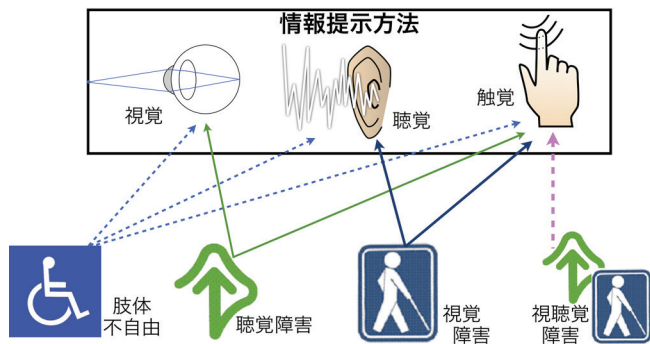 情報提示方法
視覚
聴覚
触覚
肢体
不自由
聴覚障害
視覚
障害
視聴覚
障害